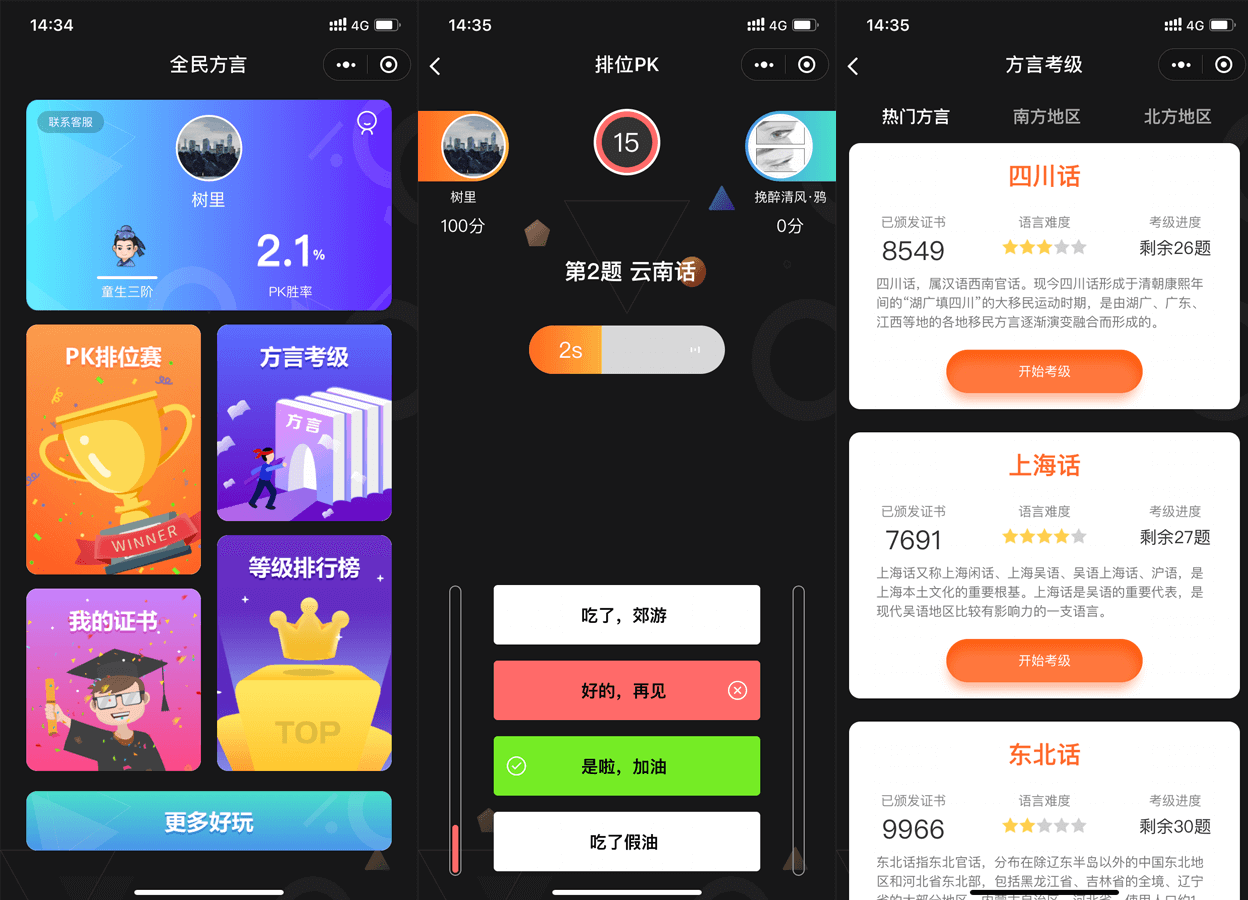 14:34
4G
全民方言
联系客服
树里
童生三阶
2.1%
PK胜率
PK排位赛
WINNER
方言考级
方言
我的证书
等级排行榜
TOP
更多好玩
14:35
4G
排位PK
15
树里
100分
挽醉清风·鸦
0分
第2题 云南话
2s
吃了，郊游
好的，再见
是啦，加油
吃了假油
14:35
4G
方言考级
热门方言 南方地区 北方地区
四川话
已颁发证书 语言难度 考级进度
8549 剩余26题
四川话，属汉语西南官话。现今四川话形成于清朝康熙年
间的“湖广填四川”的大移民运动时期，是由湖广、广东、
江西等地的各地移民方言逐渐演变融合而形成的。
开始考级
上海话
已颁发证书 语言难度 考级进度
7691 剩余27题
上海话又称上海闲话、上海吴语、吴语上海话、沪语，是
上海本土文化的重要根基。上海话是吴语的重要代表，是
现代吴语地区比较有影响力的一支语言。
开始考级
东北话
已颁发证书 语言难度 考级进度
9966 剩余30题
东北话指东北官话，分布在除辽东半岛以外的中国东北地
区和河北省东北部，包括黑龙江省、吉林省的全境、辽宁